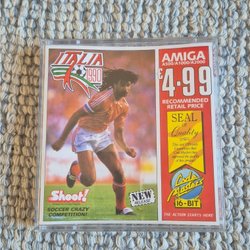 ITALIA
1990
AMIGA
A500/A1000/A2000
£4·99
RECOMMENDED
RETAIL PRICE
SEAL
of
Quality
Shoot!
SOCCER CRAZY
COMPETITION!
NEW
Code Masters
16-BIT
THE ACTION STARTS HERE